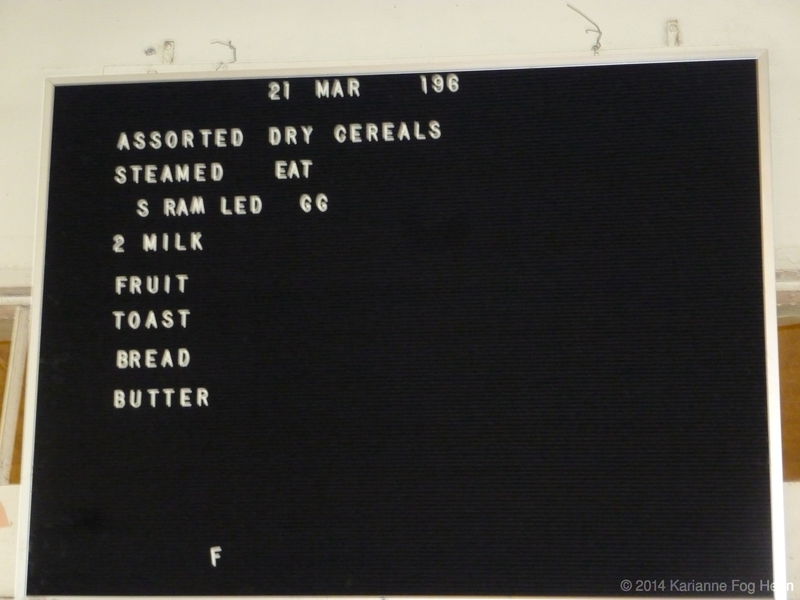 21 MAR 196
ASSORTED DRY CEREALS
STEAMED EAT
S RAM LED GG
2 MILK
FRUIT
TOAST
BREAD
BUTTER
F
© 2014 Karianne Fog Heen